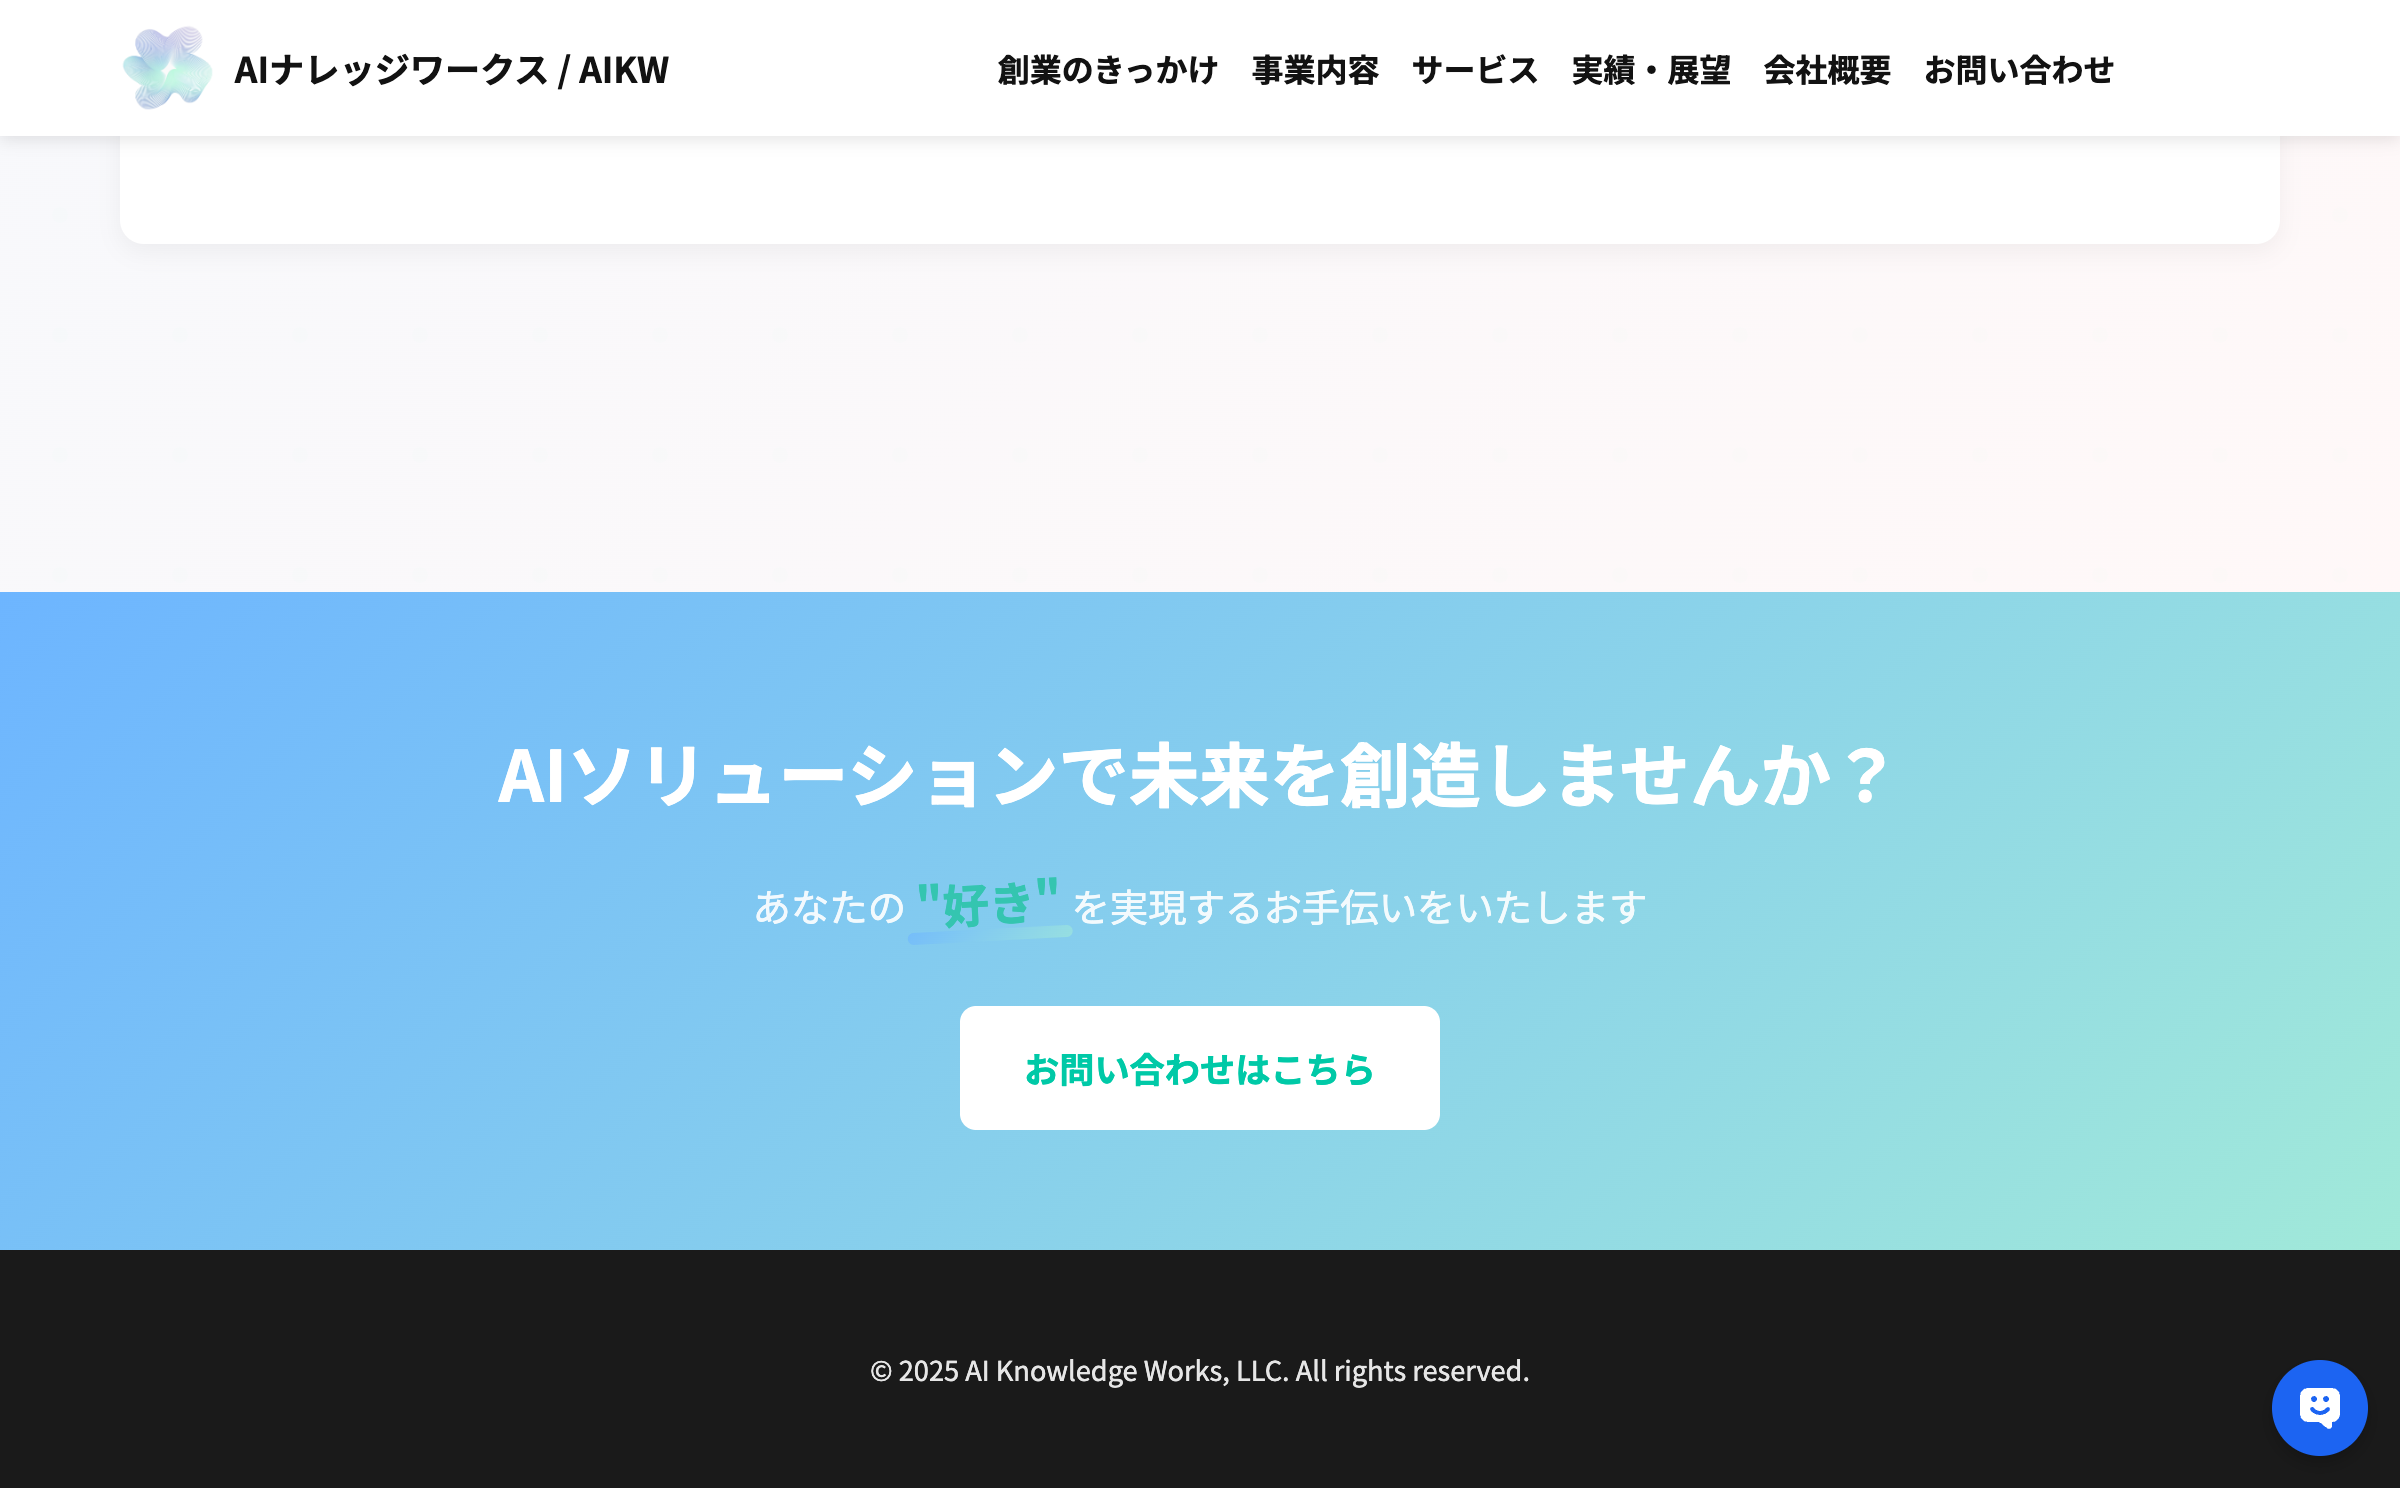 AIナレッジワークス / AIKW
創業のきっかけ 事業内容 サービス 実績・展望 会社概要 お問い合わせ
AIソリューションで未来を創造しませんか？
あなたの "好き" を実現するお手伝いをいたします
お問い合わせはこちら
© 2025 AI Knowledge Works, LLC. All rights reserved.